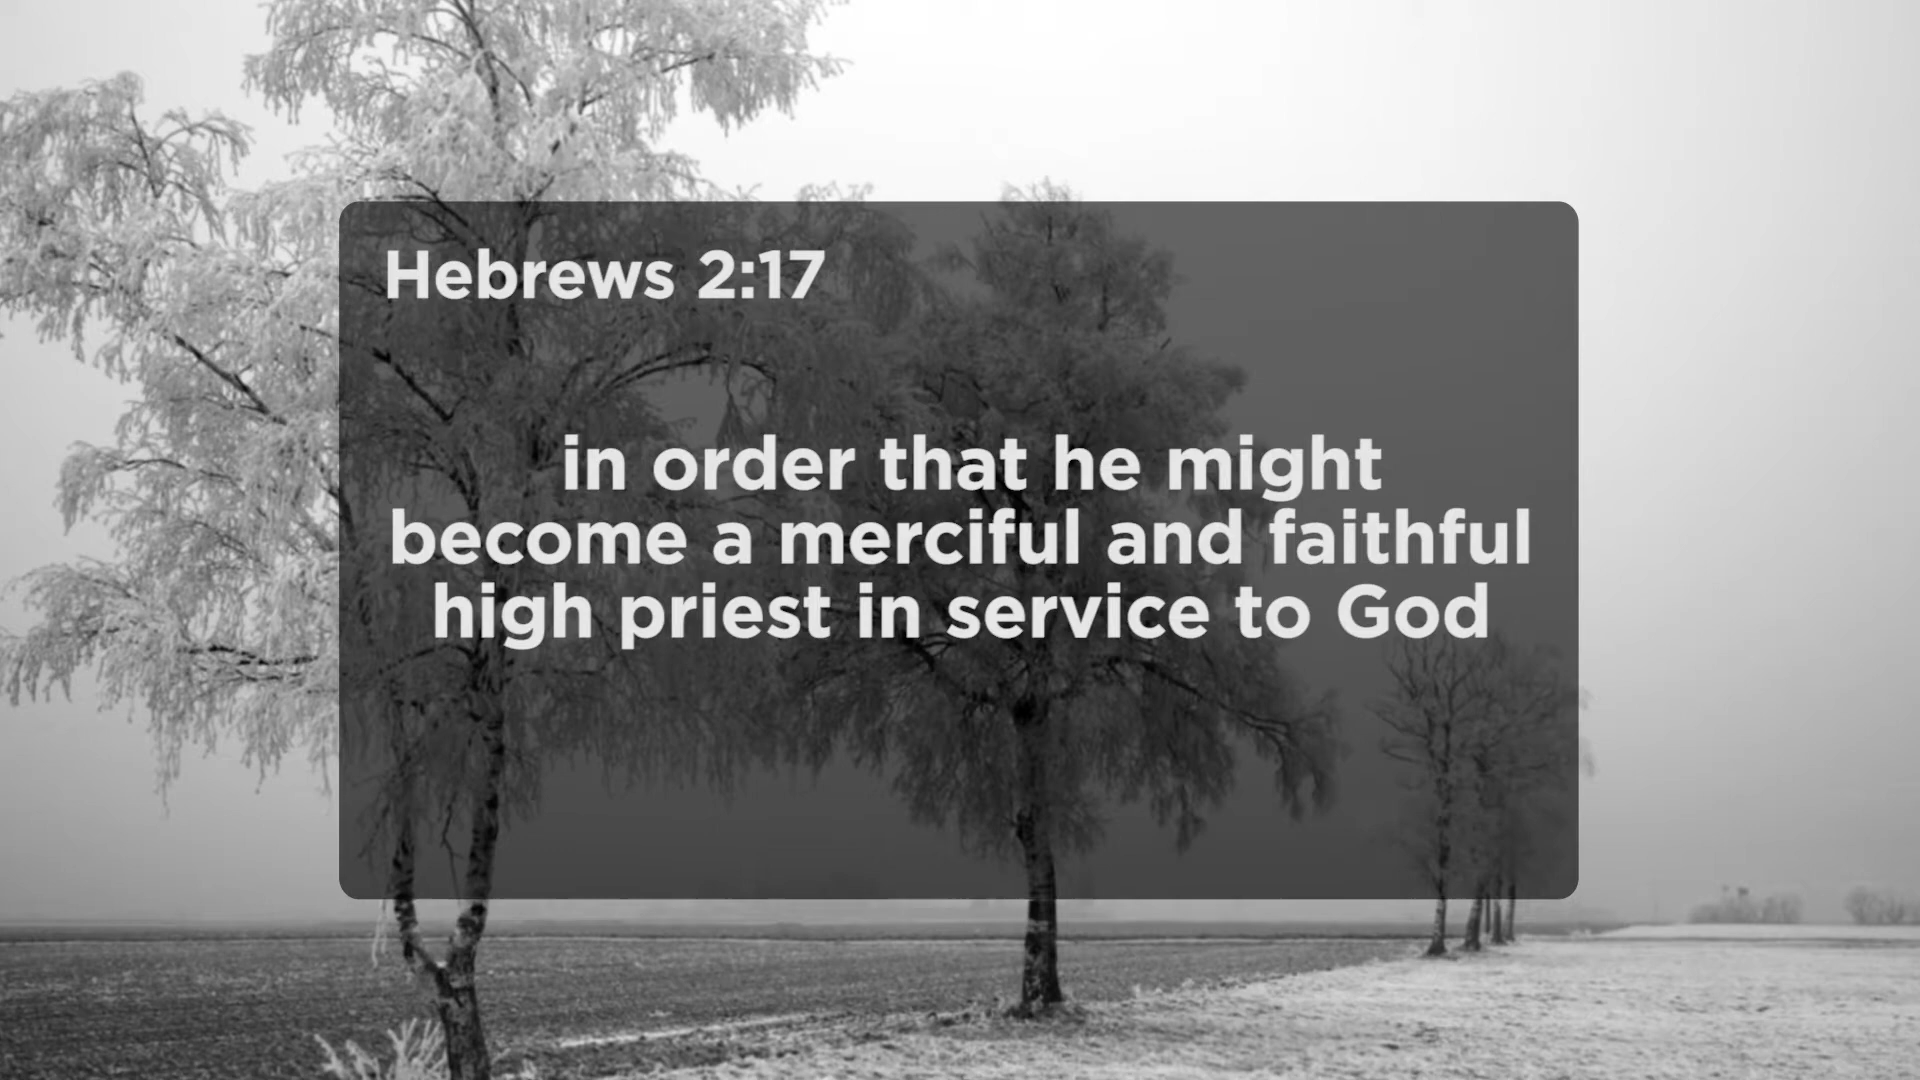 Hebrews 2:17
in order that he might
become a merciful and faithful
high priest in service to God